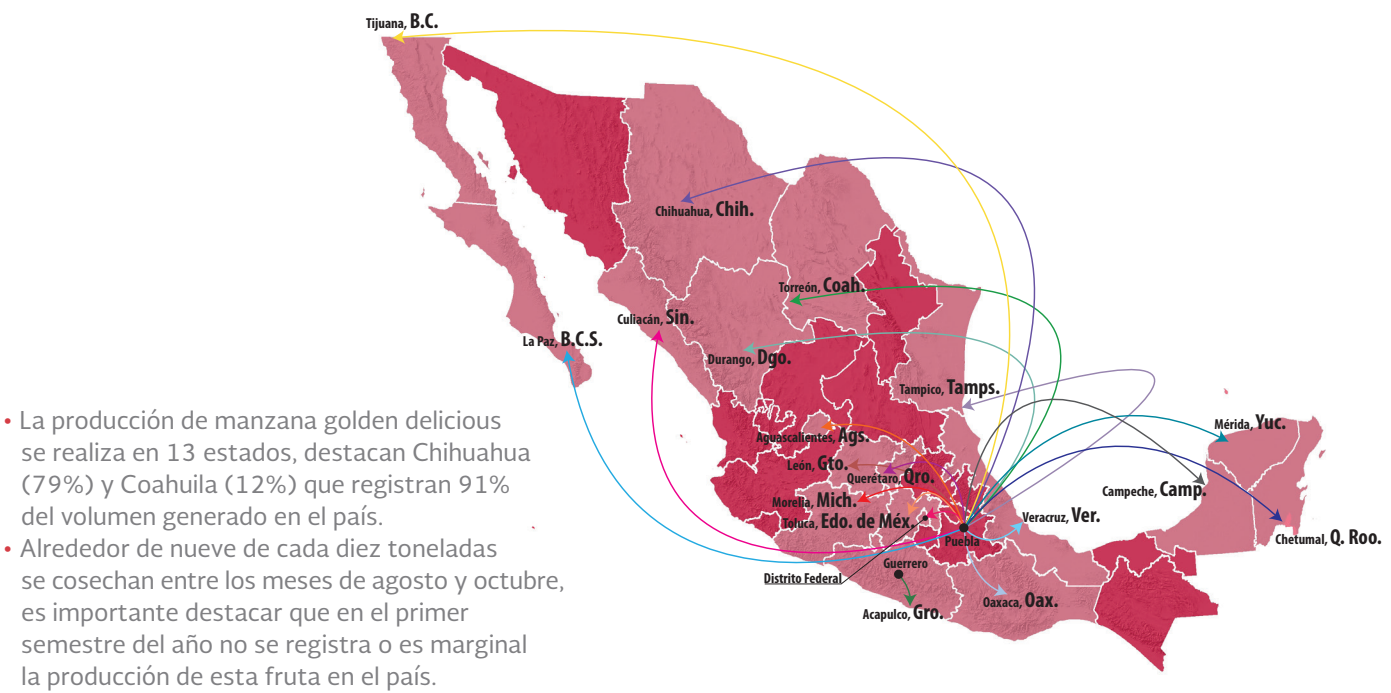 Tijuana, B.C.
Chihuahua, Chih.
Torreón, Coah.
Culiacán, Sin.
La Paz, B.C.S.
Durango, Dgo.
Tampico, Tamps.
Mérida, Yuc.
Aguascalientes, Ags.
León, Gto.
Querétaro, Qro.
Campeche, Camp.
Morelia, Mich.
Toluca, Edo. de Méx.
Veracruz, Ver.
Chetumal, Q. Roo.
Puebla
Guerrero
Distrito Federal
Oaxaca, Oax.
Acapulco, Gro.
• La producción de manzana golden delicious
se realiza en 13 estados, destacan Chihuahua
(79%) y Coahuila (12%) que registran 91%
del volumen generado en el país.
• Alrededor de nueve de cada diez toneladas
se cosechan entre los meses de agosto y octubre,
es importante destacar que en el primer
semestre del año no se registra o es marginal
la producción de esta fruta en el país.